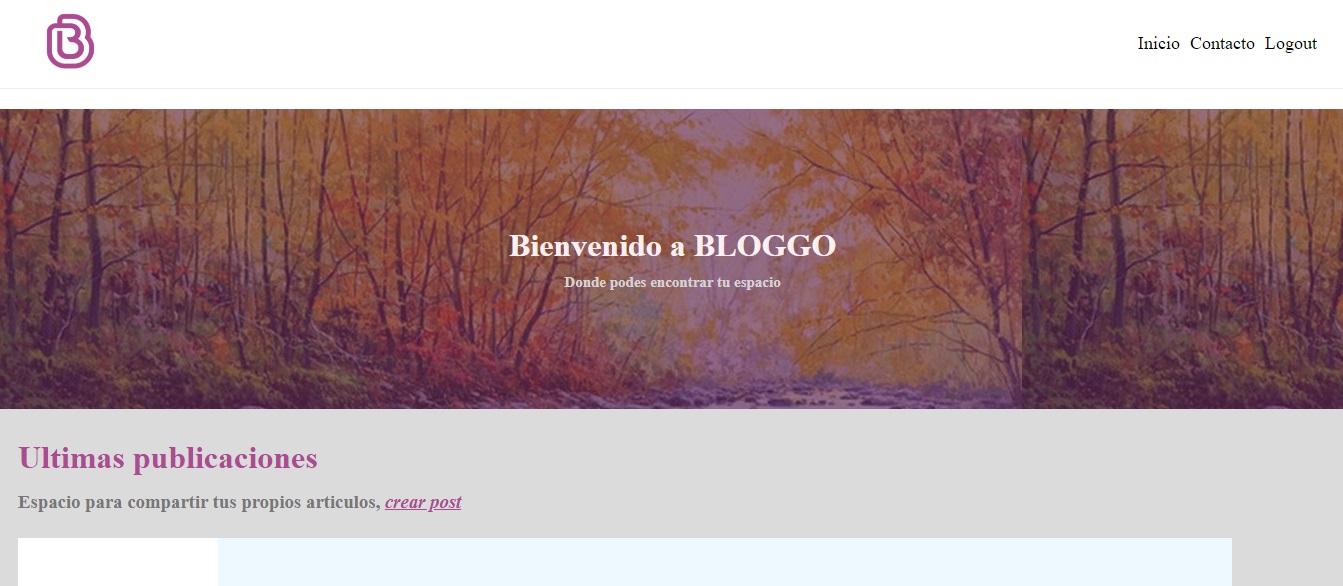 Inicio Contacto Logout
Bienvenido a BLOGGO
Donde podes encontrar tu espacio
Ultimas publicaciones
Espacio para compartir tus propios articulos, crear post